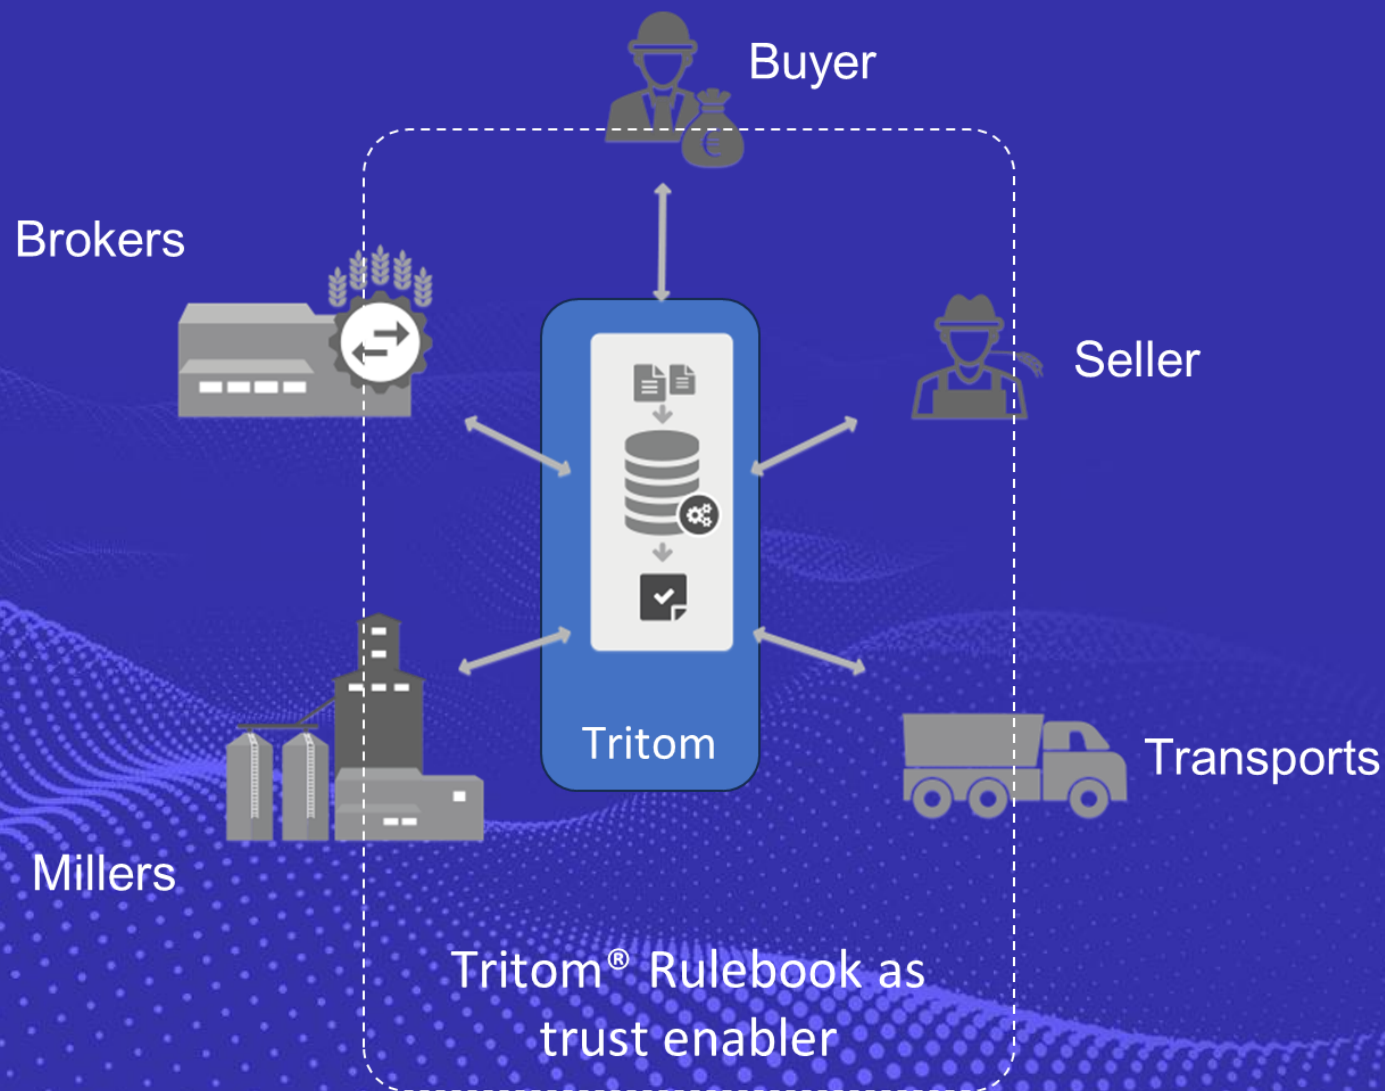 Buyer
Brokers
Seller
€
Tritom
Transports
Millers
Tritom® Rulebook as
trust enabler